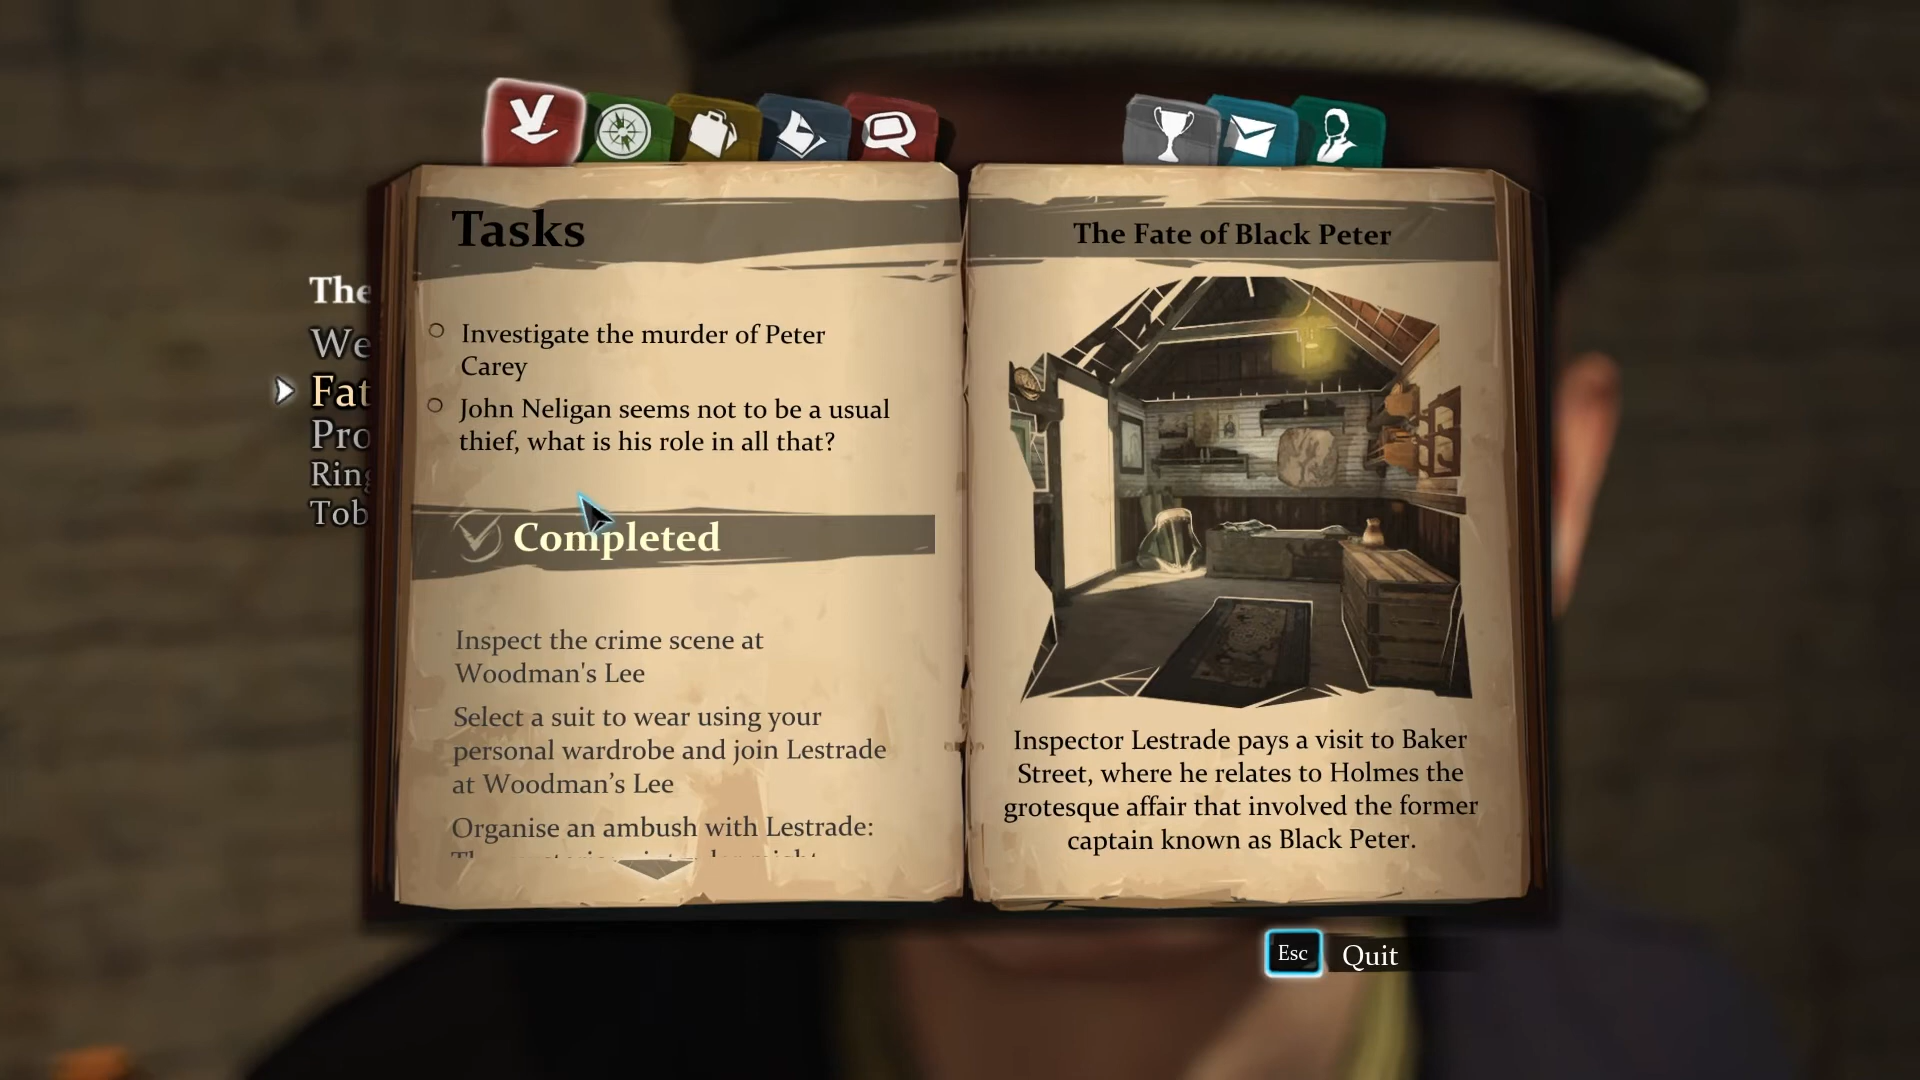 The
We
Fat
Pro
Ring
Tob
Tasks
Investigate the murder of Peter
Carey
John Neligan seems not to be a usual
thief, what is his role in all that?
Completed
Inspect the crime scene at
Woodman's Lee
Select a suit to wear using your
personal wardrobe and join Lestrade
at Woodman’s Lee
Organise an ambush with Lestrade:
The Fate of Black Peter
Inspector Lestrade pays a visit to Baker
Street, where he relates to Holmes the
grotesque affair that involved the former
captain known as Black Peter.
Esc Quit